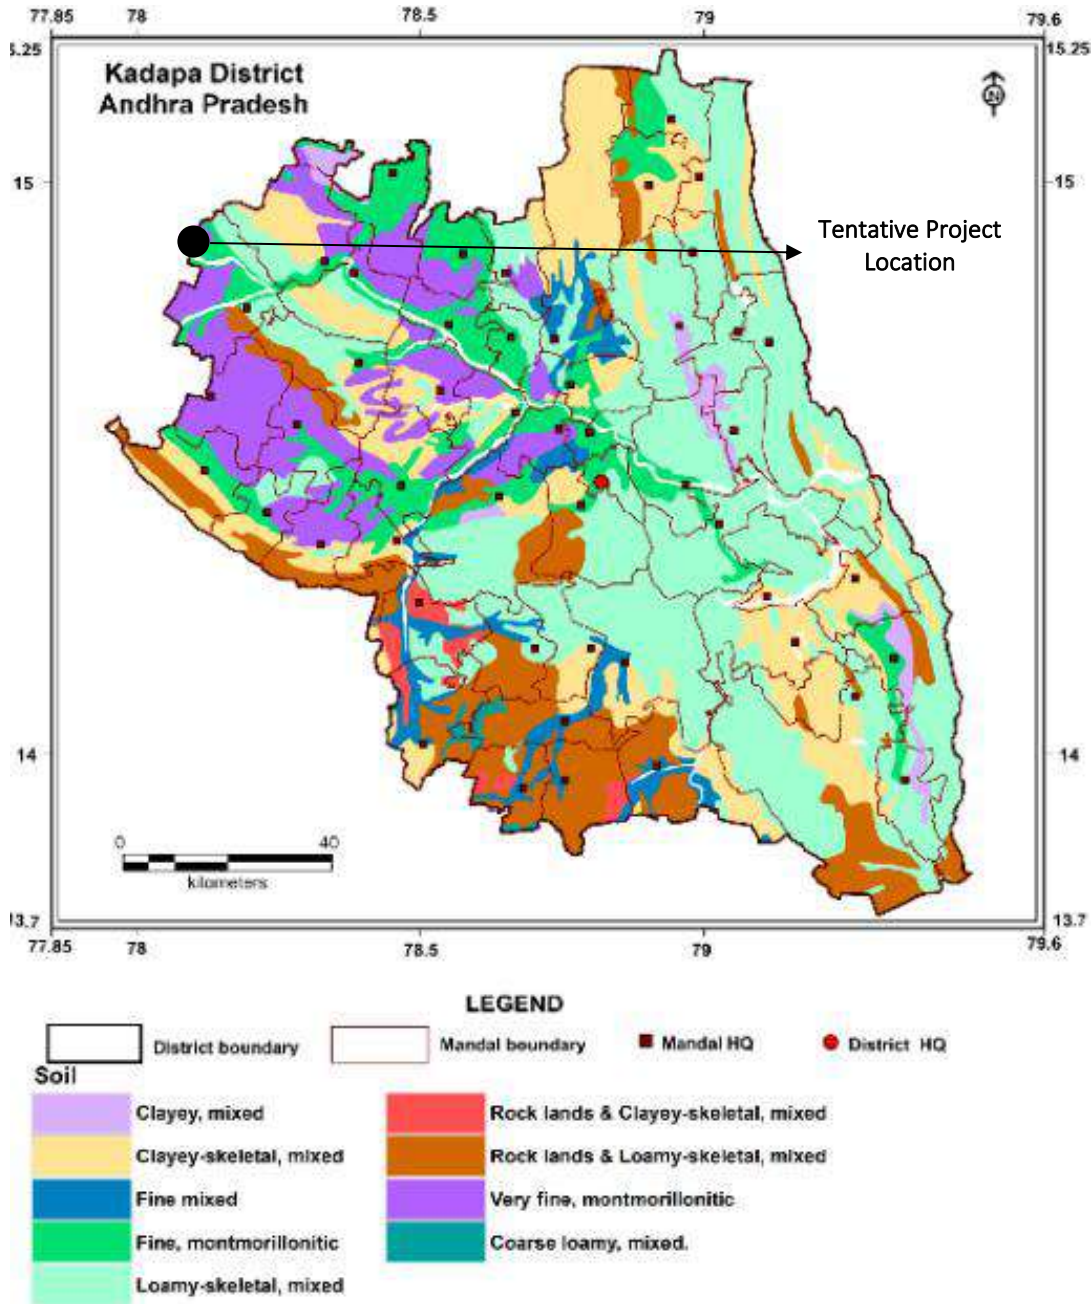 77.85 78 78.5 79 79.6
5.25 15.25
Kadapa District
Andhra Pradesh
N
15 15
Tentative Project
Location
14 14
0 40
kilometers
13.7 13.7
77.85 78 78.5 79 79.6
LEGEND
District boundary Mandal boundary Mandal HQ District HQ
Soil
Clayey, mixed Rock lands & Clayey-skeletal, mixed
Clayey-skeletal, mixed Rock lands & Loamy-skeletal, mixed
Fine mixed Very fine, montmorillonitic
Fine, montmorillonitic Coarse loamy, mixed.
Loamy-skeletal, mixed